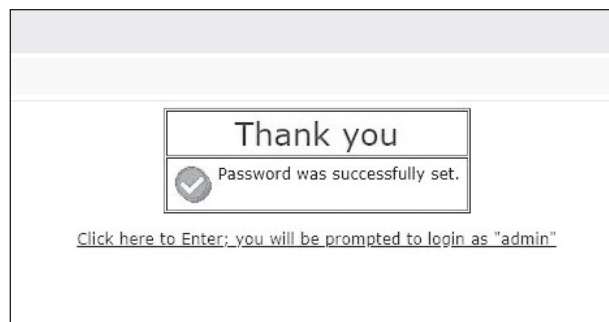 Thank you
Password was successfully set.
Click here to Enter; you will be prompted to login as "admin"